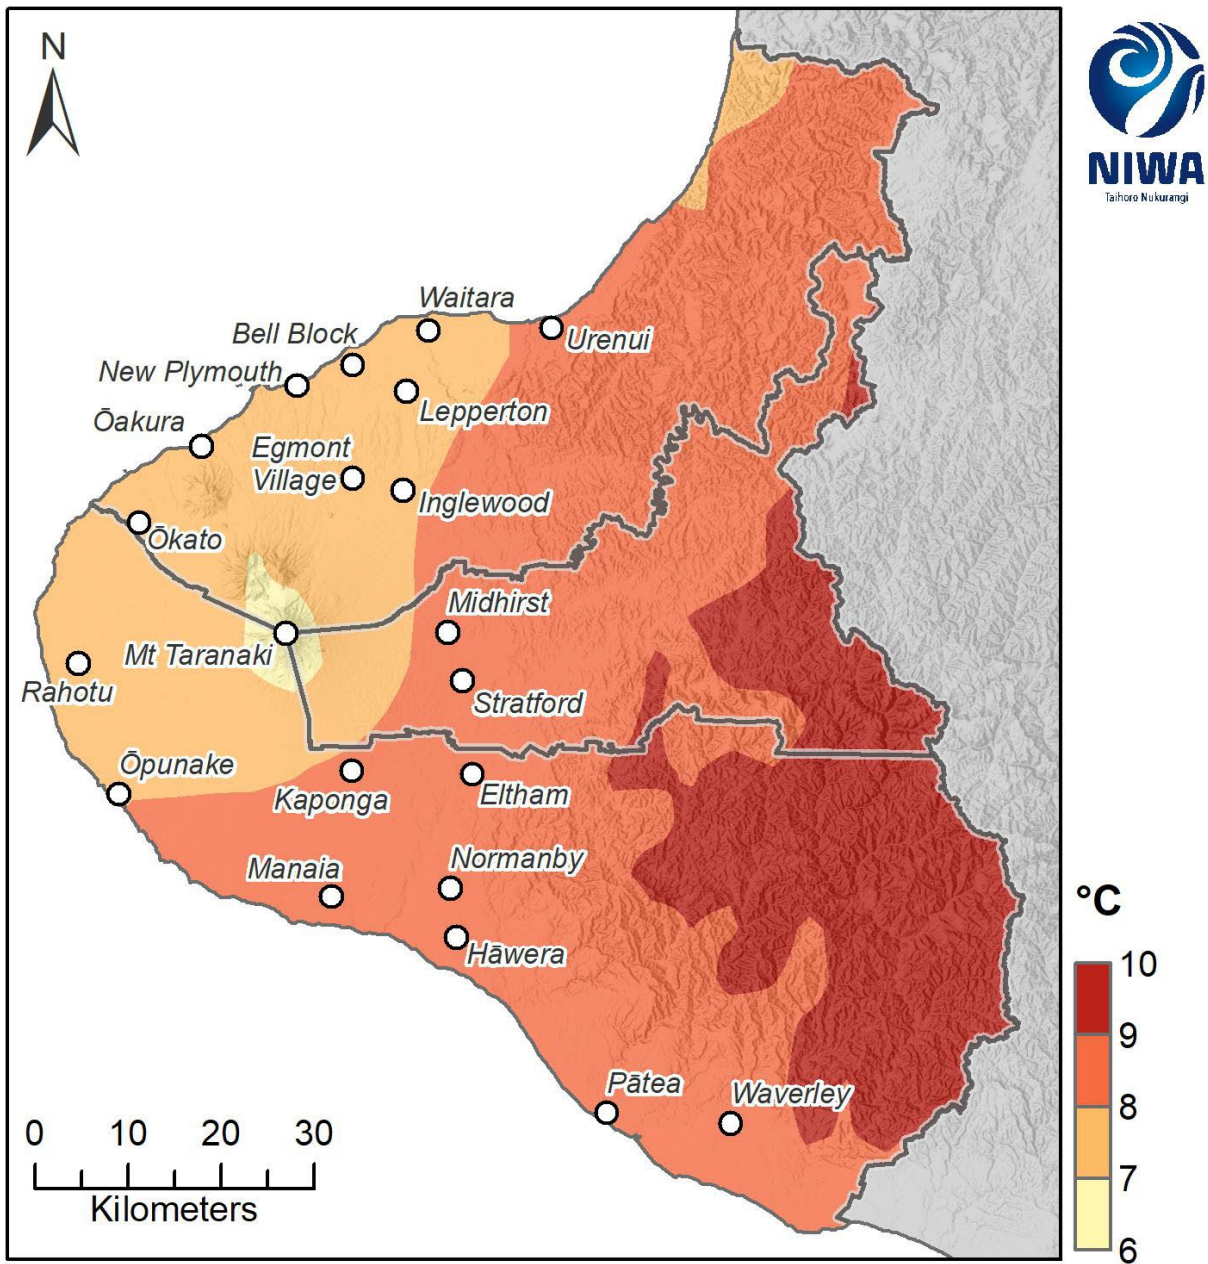 N
NIWA
Taihoro Nukurangi
Waitara
Bell Block
Urenui
New Plymouth
Lepperton
Ōakura
Egmont
Village
Inglewood
Ōkato
Midhirst
Mt Taranaki
Rahotu
Stratford
Ōpunake
Kaponga
Eltham
Manaia
Normanby
Hāwera
Pātea
Waverley
°C
10
9
8
7
6
0 10 20 30
Kilometers